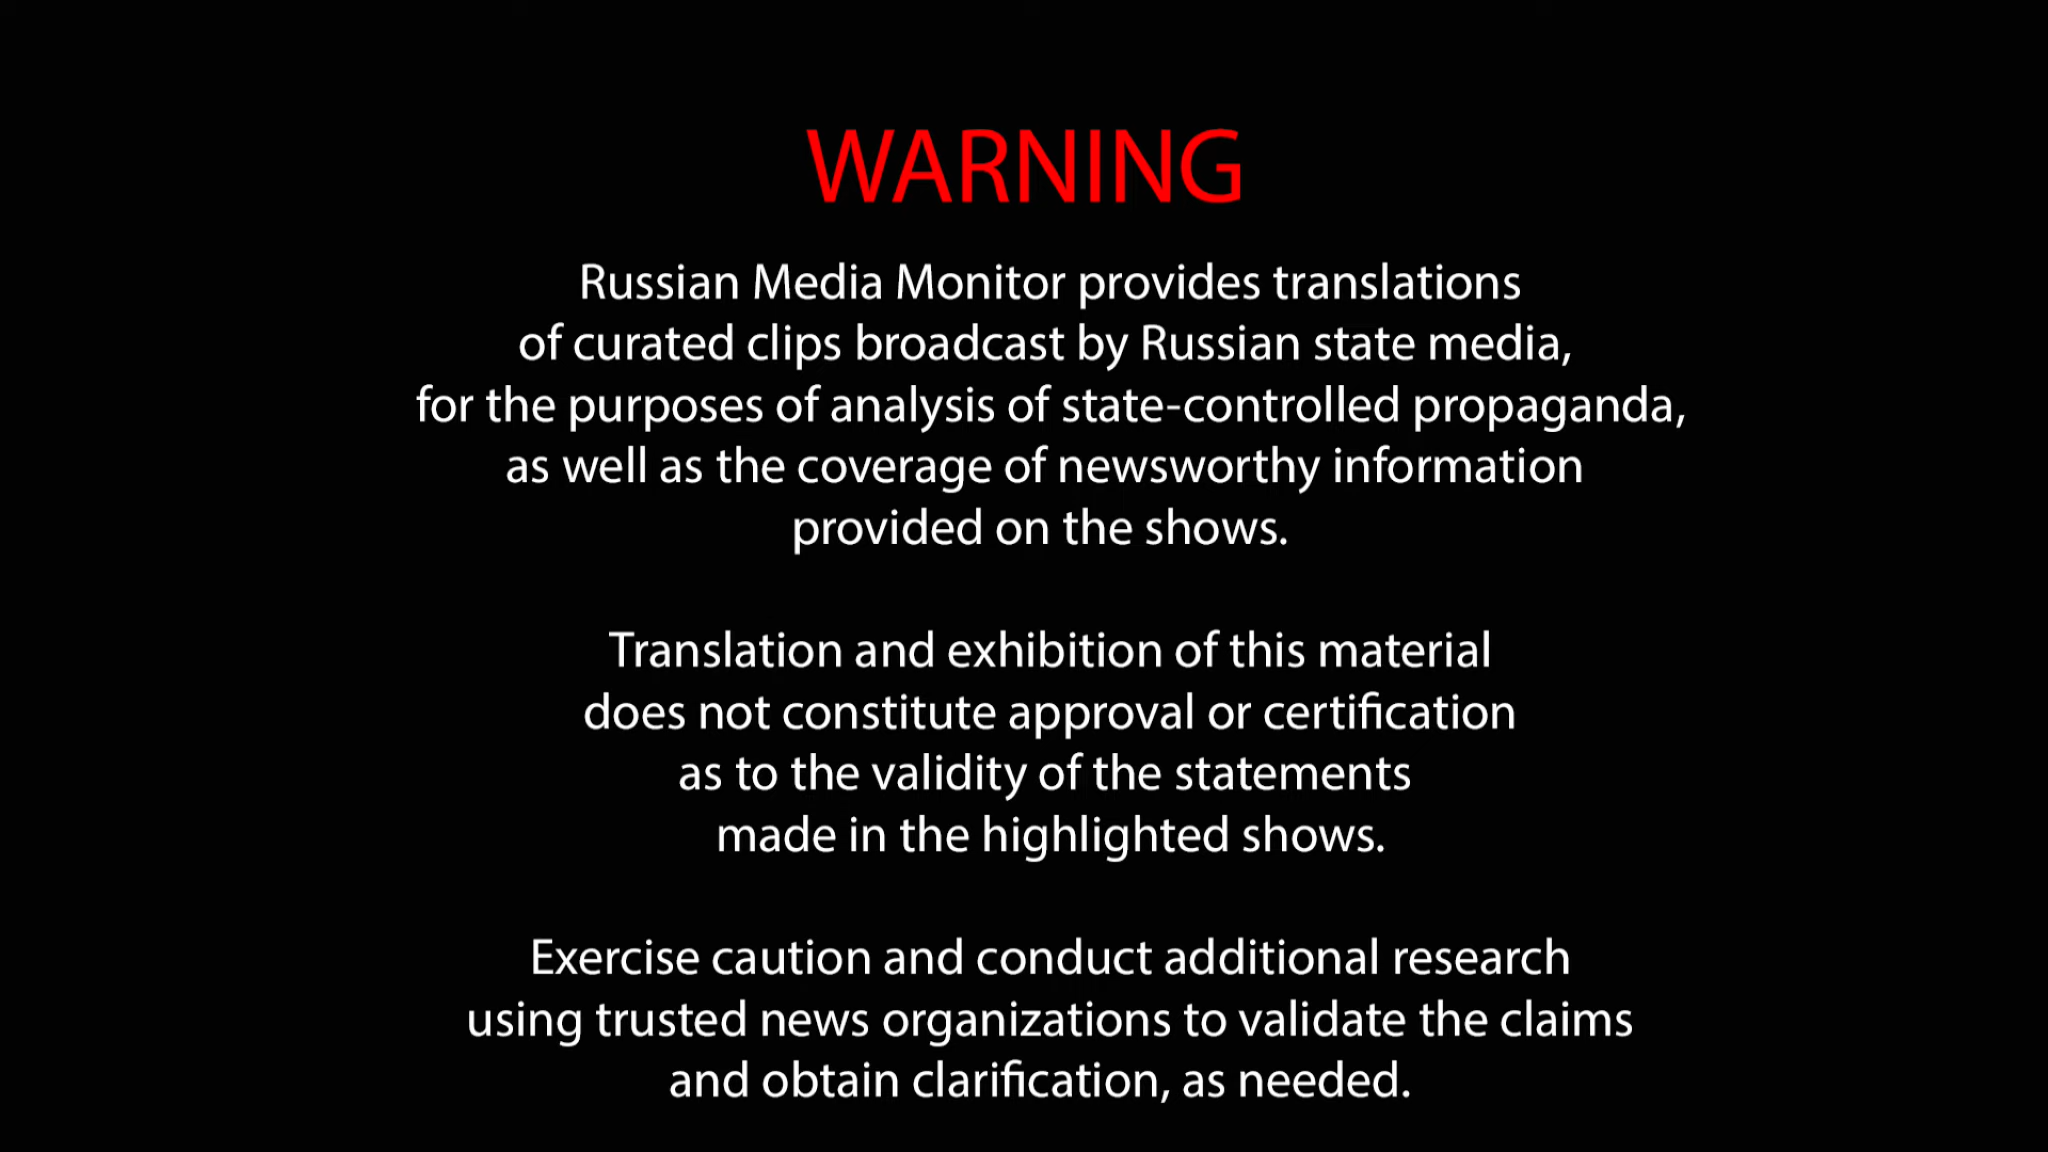 WARNING
Russian Media Monitor provides translations
of curated clips broadcast by Russian state media,
for the purposes of analysis of state-controlled propaganda,
as well as the coverage of newsworthy information
provided on the shows.
Translation and exhibition of this material
does not constitute approval or certification
as to the validity of the statements
made in the highlighted shows.
Exercise caution and conduct additional research
using trusted news organizations to validate the claims
and obtain clarification, as needed.